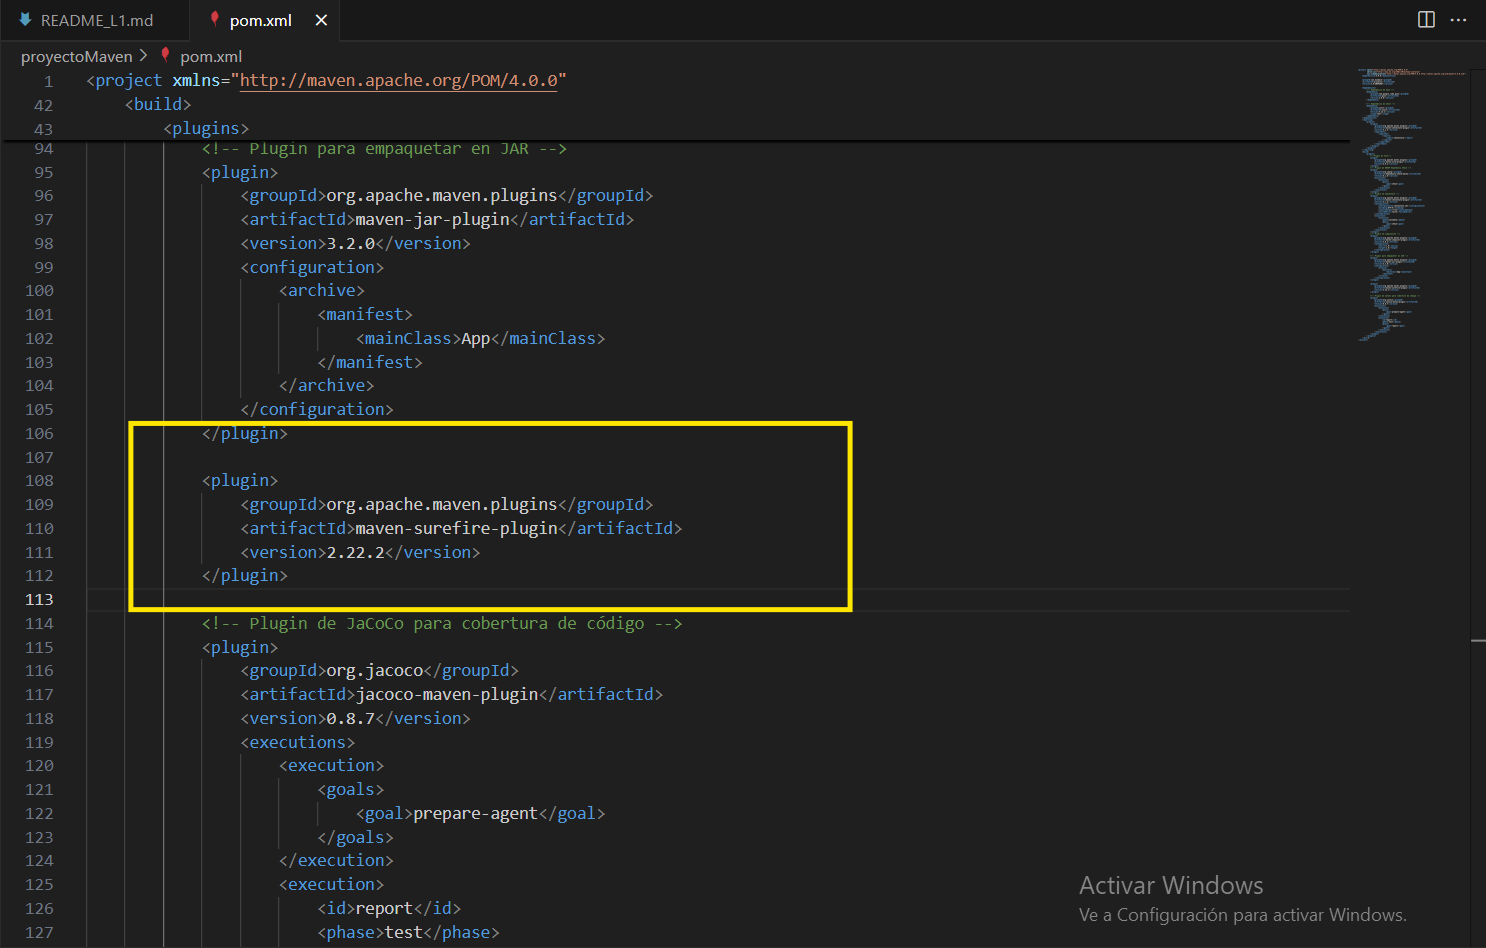 README_L1.md
pom.xml
proyectoMaven > pom.xml
1 <project xmlns="http://maven.apache.org/POM/4.0.0"
42 <build>
43 <plugins>
94 <!-- Plugin para empaquetar en JAR -->
95 <plugin>
96 <groupId>org.apache.maven.plugins</groupId>
97 <artifactId>maven-jar-plugin</artifactId>
98 <version>3.2.0</version>
99 <configuration>
100 <archive>
101 <manifest>
102 <mainClass>App</mainClass>
103 </manifest>
104 </archive>
105 </configuration>
106 </plugin>
107
108 <plugin>
109 <groupId>org.apache.maven.plugins</groupId>
110 <artifactId>maven-surefire-plugin</artifactId>
111 <version>2.22.2</version>
112 </plugin>
113
114 <!-- Plugin de JaCoCo para cobertura de código -->
115 <plugin>
116 <groupId>org.jacoco</groupId>
117 <artifactId>jacoco-maven-plugin</artifactId>
118 <version>0.8.7</version>
119 <executions>
120 <execution>
121 <goals>
122 <goal>prepare-agent</goal>
123 </goals>
124 </execution>
125 <execution>
126 <id>report</id>
127 <phase>test</phase>
Activar Windows
Ve a Configuración para activar Windows.